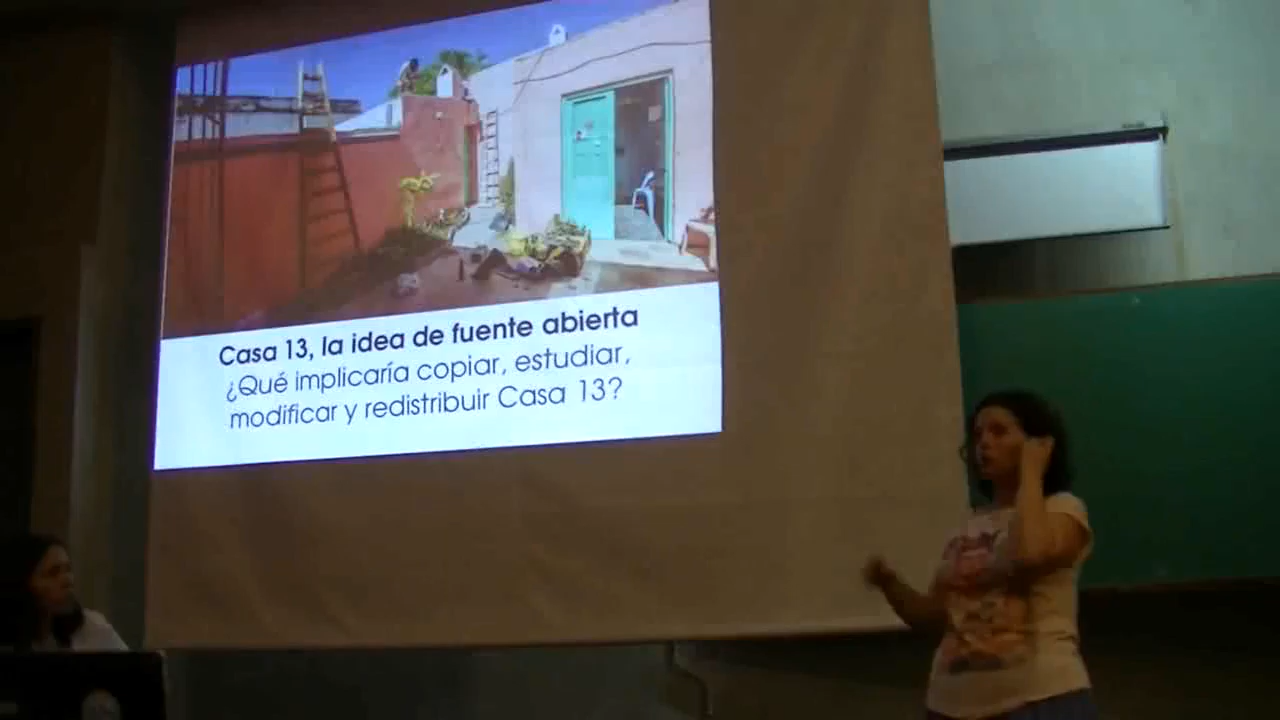 Casa 13, la idea de fuente abierta
¿Qué implicaría copiar, estudiar,
modificar y redistribuir Casa 13?